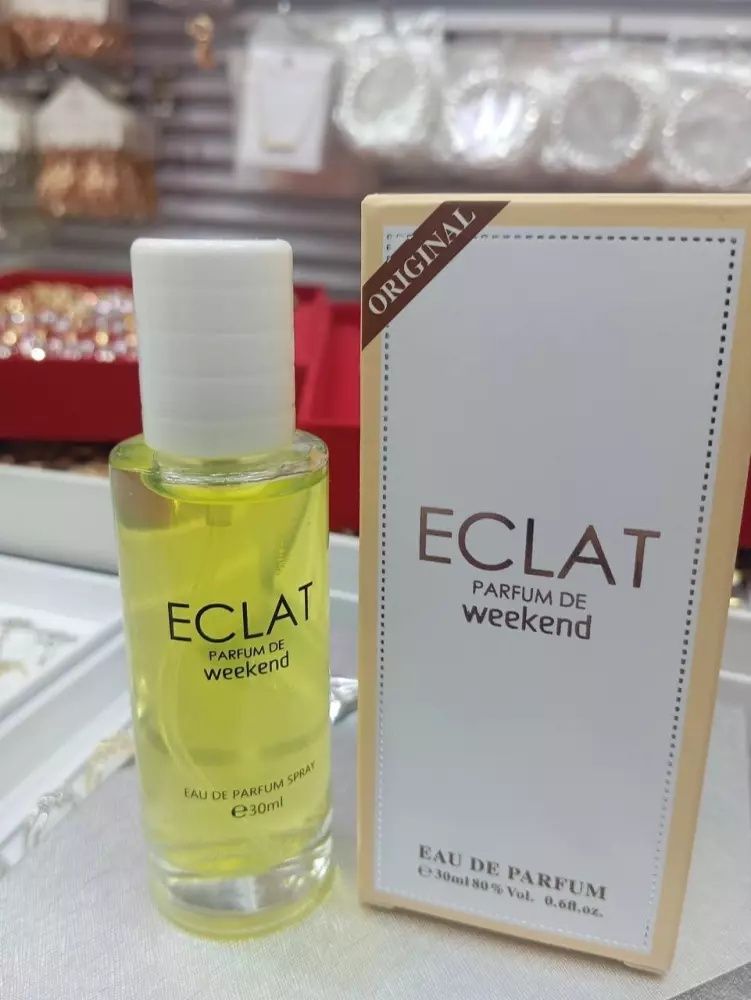 ECLAT
PARFUM DE
weekend
EAU DE PARFUM SPRAY
℮30ml
ORIGINAL
ECLAT
PARFUM DE
weekend
EAU DE PARFUM
℮30ml 80% Vol. 0.6fl.oz.